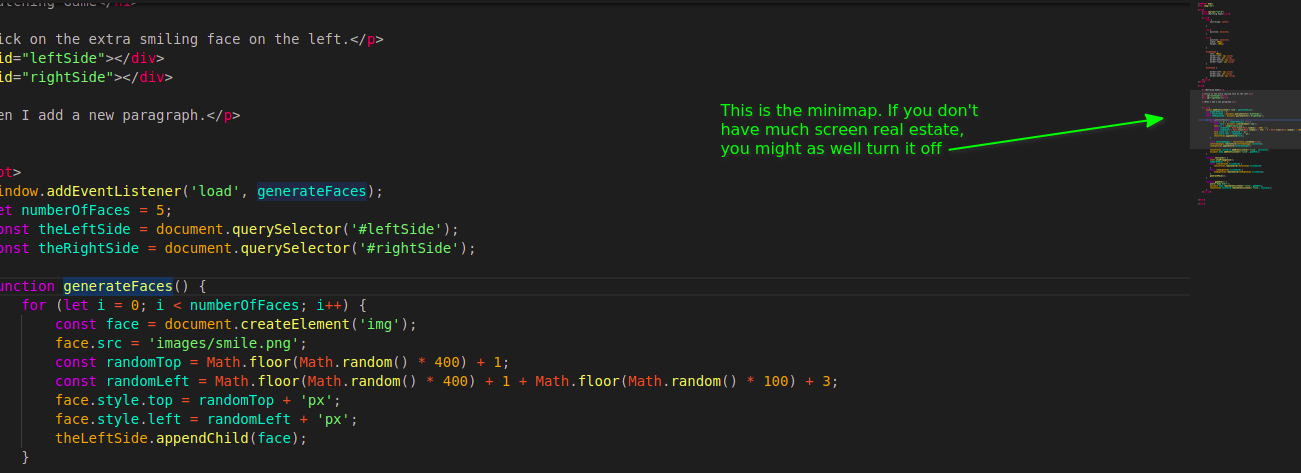 ick on the extra smiling face on the left.</p>
id="leftSide"></div>
id="rightSide"></div>
This is the minimap. If you don't
have much screen real estate,
you might as well turn it off
en I add a new paragraph.</p>
pt>
indow.addEventListener('load', generateFaces);
et numberOfFaces = 5;
onst theLeftSide = document.querySelector('#leftSide');
onst theRightSide = document.querySelector('#rightSide');
unction generateFaces() {
for (let i = 0; i < numberOfFaces; i++) {
const face = document.createElement('img');
face.src = 'images/smile.png';
const randomTop = Math.floor(Math.random() * 400) + 1;
const randomLeft = Math.floor(Math.random() * 400) + 1 + Math.floor(Math.random() * 100) + 3;
face.style.top = randomTop + 'px';
face.style.left = randomLeft + 'px';
theLeftSide.appendChild(face);
}